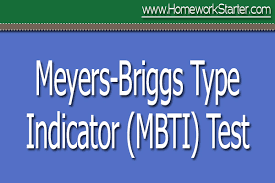 www.HomeworkStarter.com
Meyers-Briggs Type
Indicator (MBTI) Test